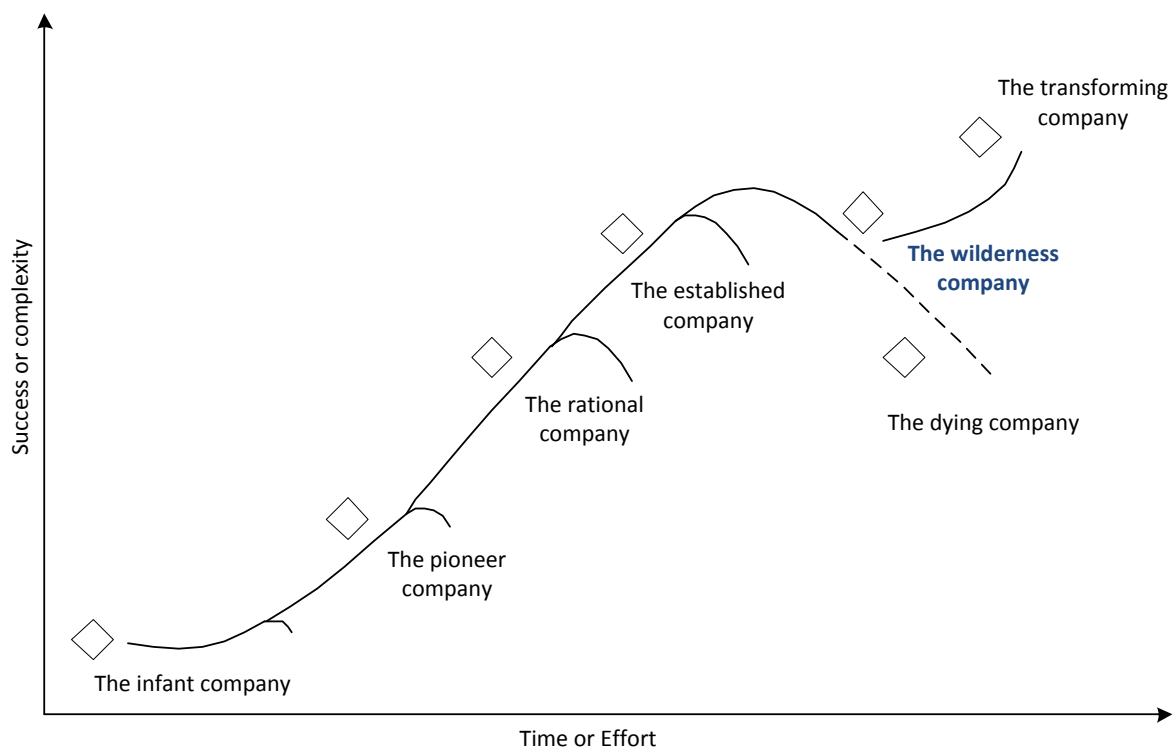 The transforming
company
The wilderness
company
The established
company
The rational
company
The dying company
The pioneer
company
The infant company
Success or complexity
Time or Effort